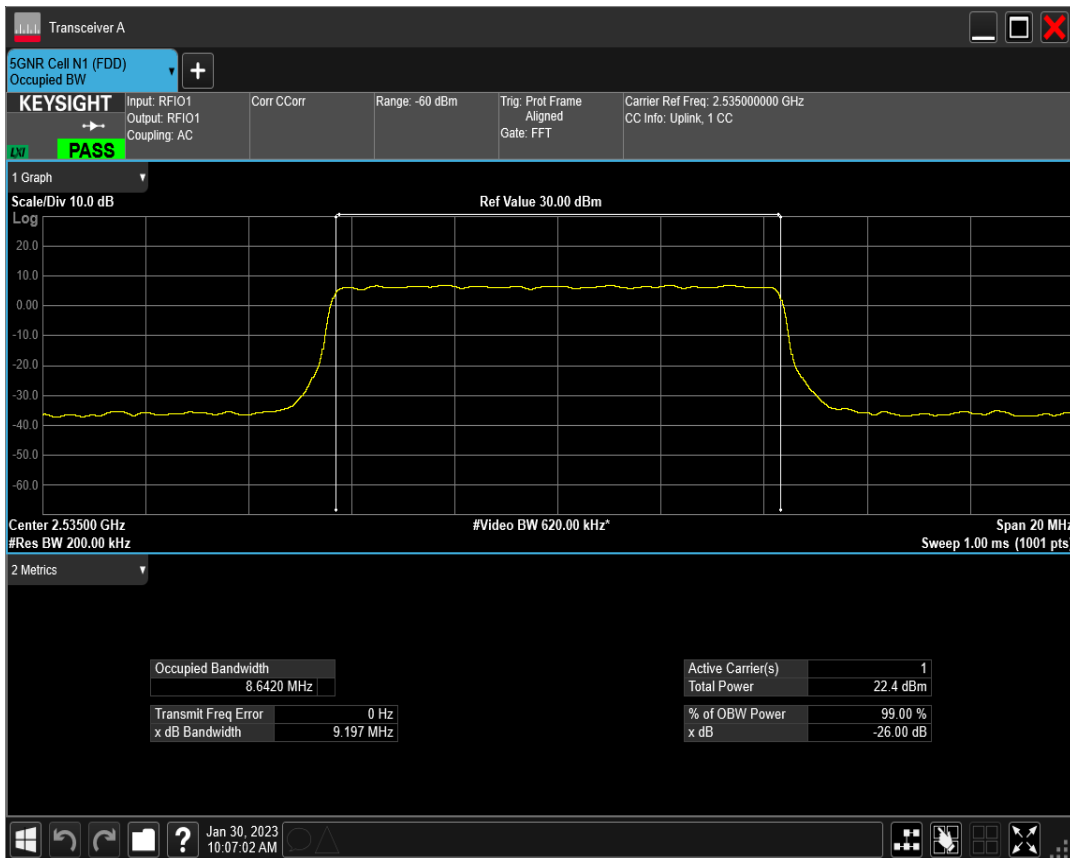 Transceiver A
5GNR Cell N1 (FDD)
Occupied BW
+
KEYSIGHT
LXI
PASS
Input: RFIO1
Output: RFIO1
Coupling: AC
Corr CCorr
Range: -60 dBm
Trig: Prot Frame
Aligned
Gate: FFT
Carrier Ref Freq: 2.535000000 GHz
CC Info: Uplink, 1 CC
1 Graph
Scale/Div 10.0 dB
Ref Value 30.00 dBm
Log
20.0
10.0
0.00
-10.0
-20.0
-30.0
-40.0
-50.0
-60.0
Center 2.53500 GHz
#Video BW 620.00 kHz*
Span 20 MHz
#Res BW 200.00 kHz
Sweep 1.00 ms (1001 pts)
2 Metrics
Occupied Bandwidth
8.6420 MHz
Transmit Freq Error 0 Hz
x dB Bandwidth 9.197 MHz
Active Carrier(s) 1
Total Power 22.4 dBm
% of OBW Power 99.00 %
x dB -26.00 dB
?
Jan 30, 2023
10:07:02 AM